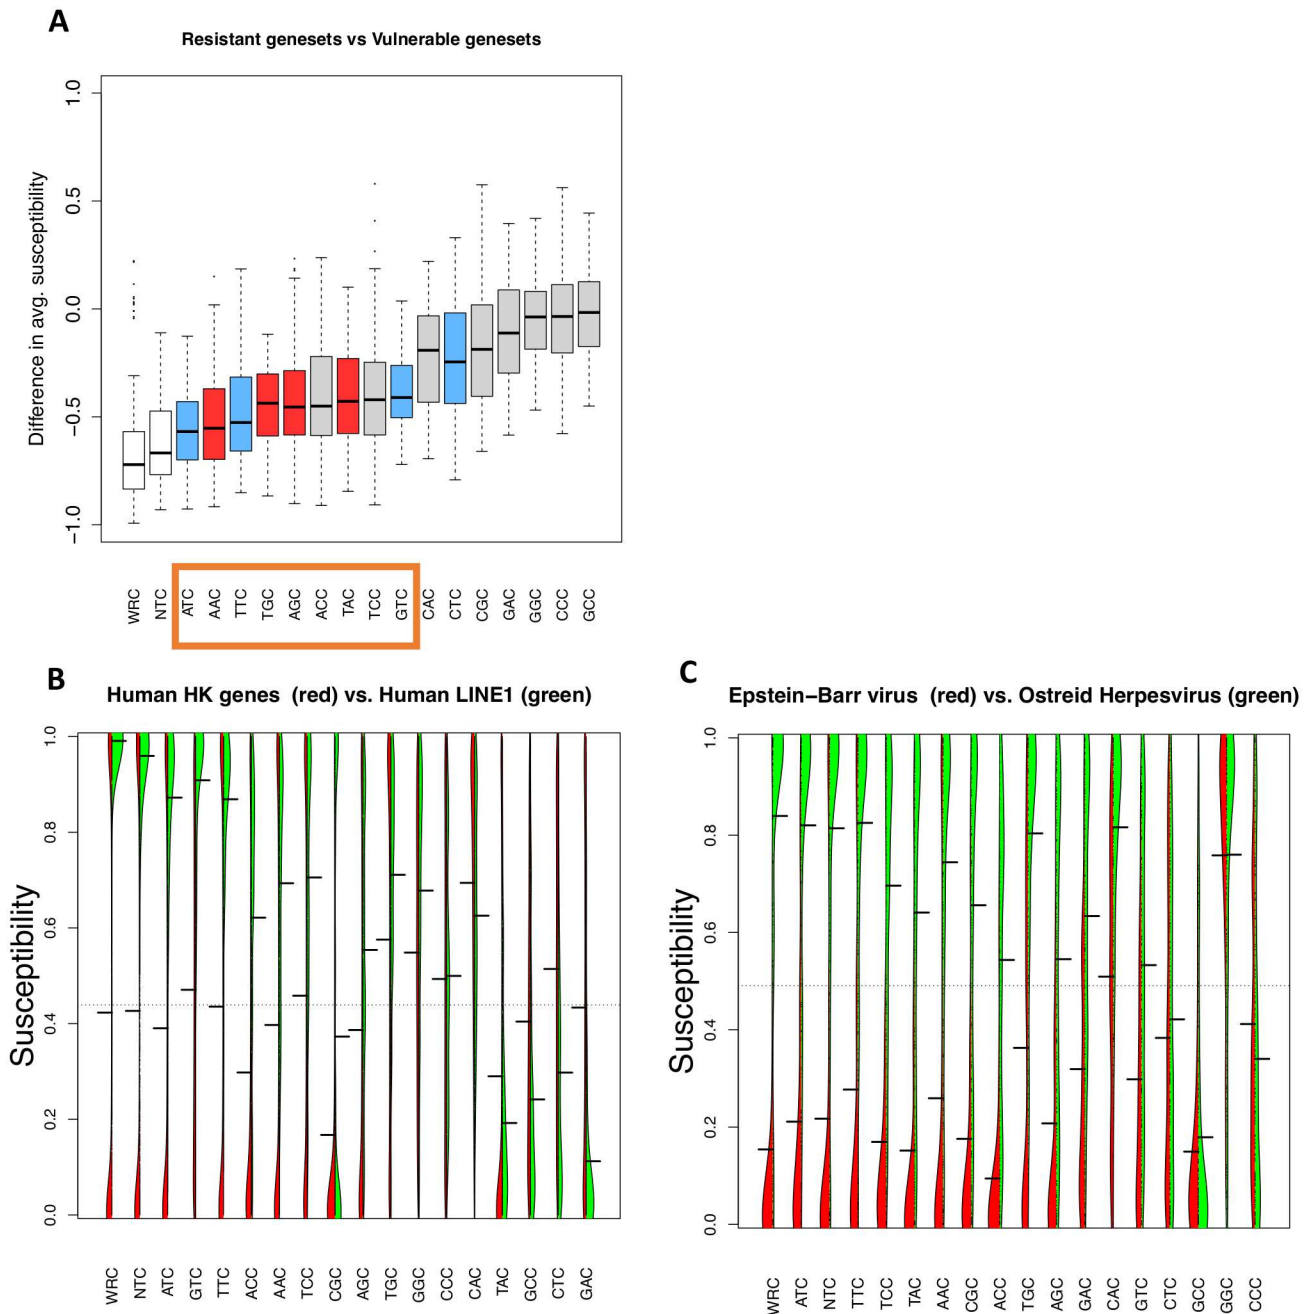 A
Resistant genesets vs Vulnerable genesets
Difference in avg. susceptibility
1.0
0.5
0.0
−0.5
−1.0
WRC NTC ATC AAC TTC TGC AGC ACC TAC TCC GTC CAC CTC CGC GAC GGC CCC GCC
B
Human HK genes (red) vs. Human LINE1 (green)
Susceptibility
1.0
0.8
0.6
0.4
0.2
0.0
WRC NTC ATC GTC TTC ACC AAC TCC CGC AGC TGC GGC CCC CAC TAC GCC CTC GAC
C
Epstein−Barr virus (red) vs. Ostreid Herpesvirus (green)
Susceptibility
1.0
0.8
0.6
0.4
0.2
0.0
WRC ATC NTC TTC TCC TAC AAC CGC ACC TGC AGC GAC CAC GTC CTC GCC GGC CCC